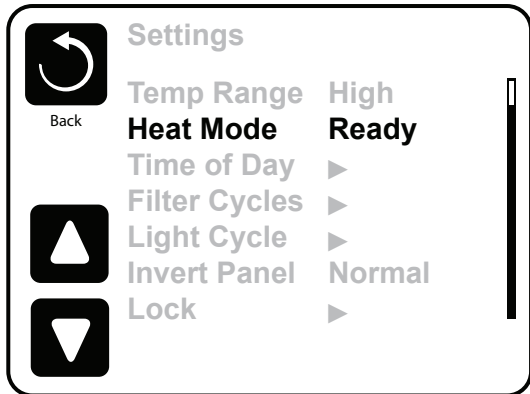 Settings
Back
Temp Range High
Heat Mode Ready
Time of Day ▶
Filter Cycles ▶
Light Cycle ▶
Invert Panel Normal
Lock ▶